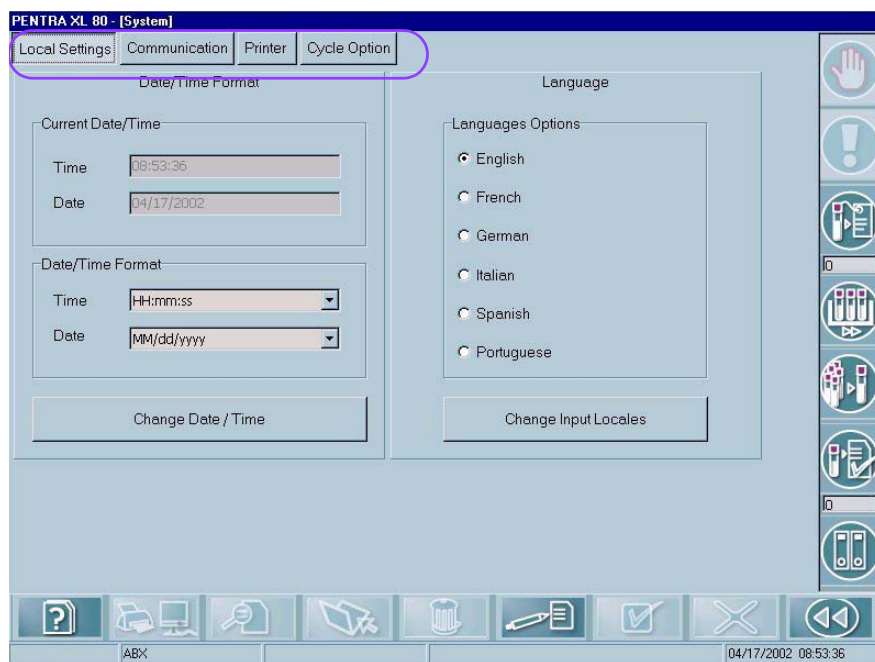 PENTRA XL 80 - [System]
Local Settings Communication Printer Cycle Option
Date/Time Format
Current Date/Time
Time 08:53:36
Date 04/17/2002
Date/Time Format
Time HH:mm:ss
Date MM/dd/yyyy
Change Date / Time
Language
Languages Options
English
French
German
Italian
Spanish
Portuguese
Change Input Locales
0
0
?
ABX
04/17/2002 08:53:36